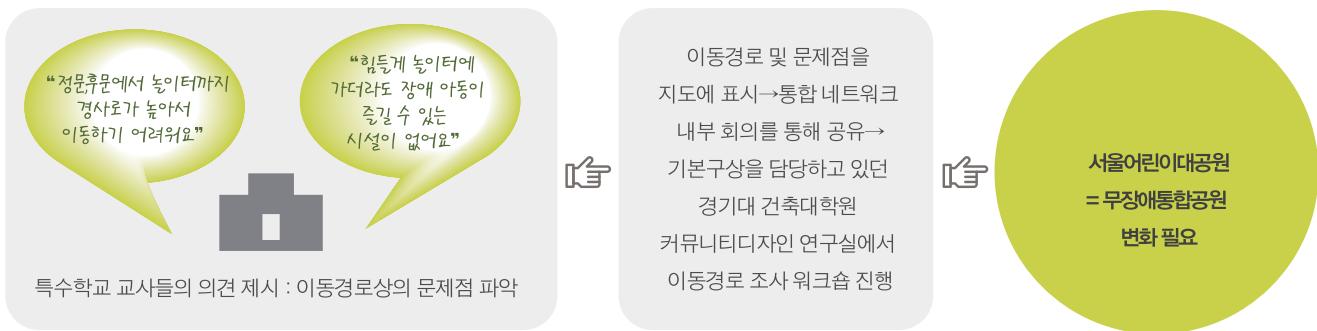 “정문,후문에서 놀이터까지
경사로가 높아서
이동하기 어려워요”
“힘들게 놀이터에
가더라도 장애 아동이
즐길 수 있는
시설이 없어요”
특수학교 교사들의 의견 제시 : 이동경로상의 문제점 파악
이동경로 및 문제점을
지도에 표시→통합 네트워크
내부 회의를 통해 공유→
기본구상을 담당하고 있던
경기대 건축대학원
커뮤니티디자인 연구실에서
이동경로 조사 워크숍 진행
서울어린이대공원
= 무장애통합공원
변화 필요